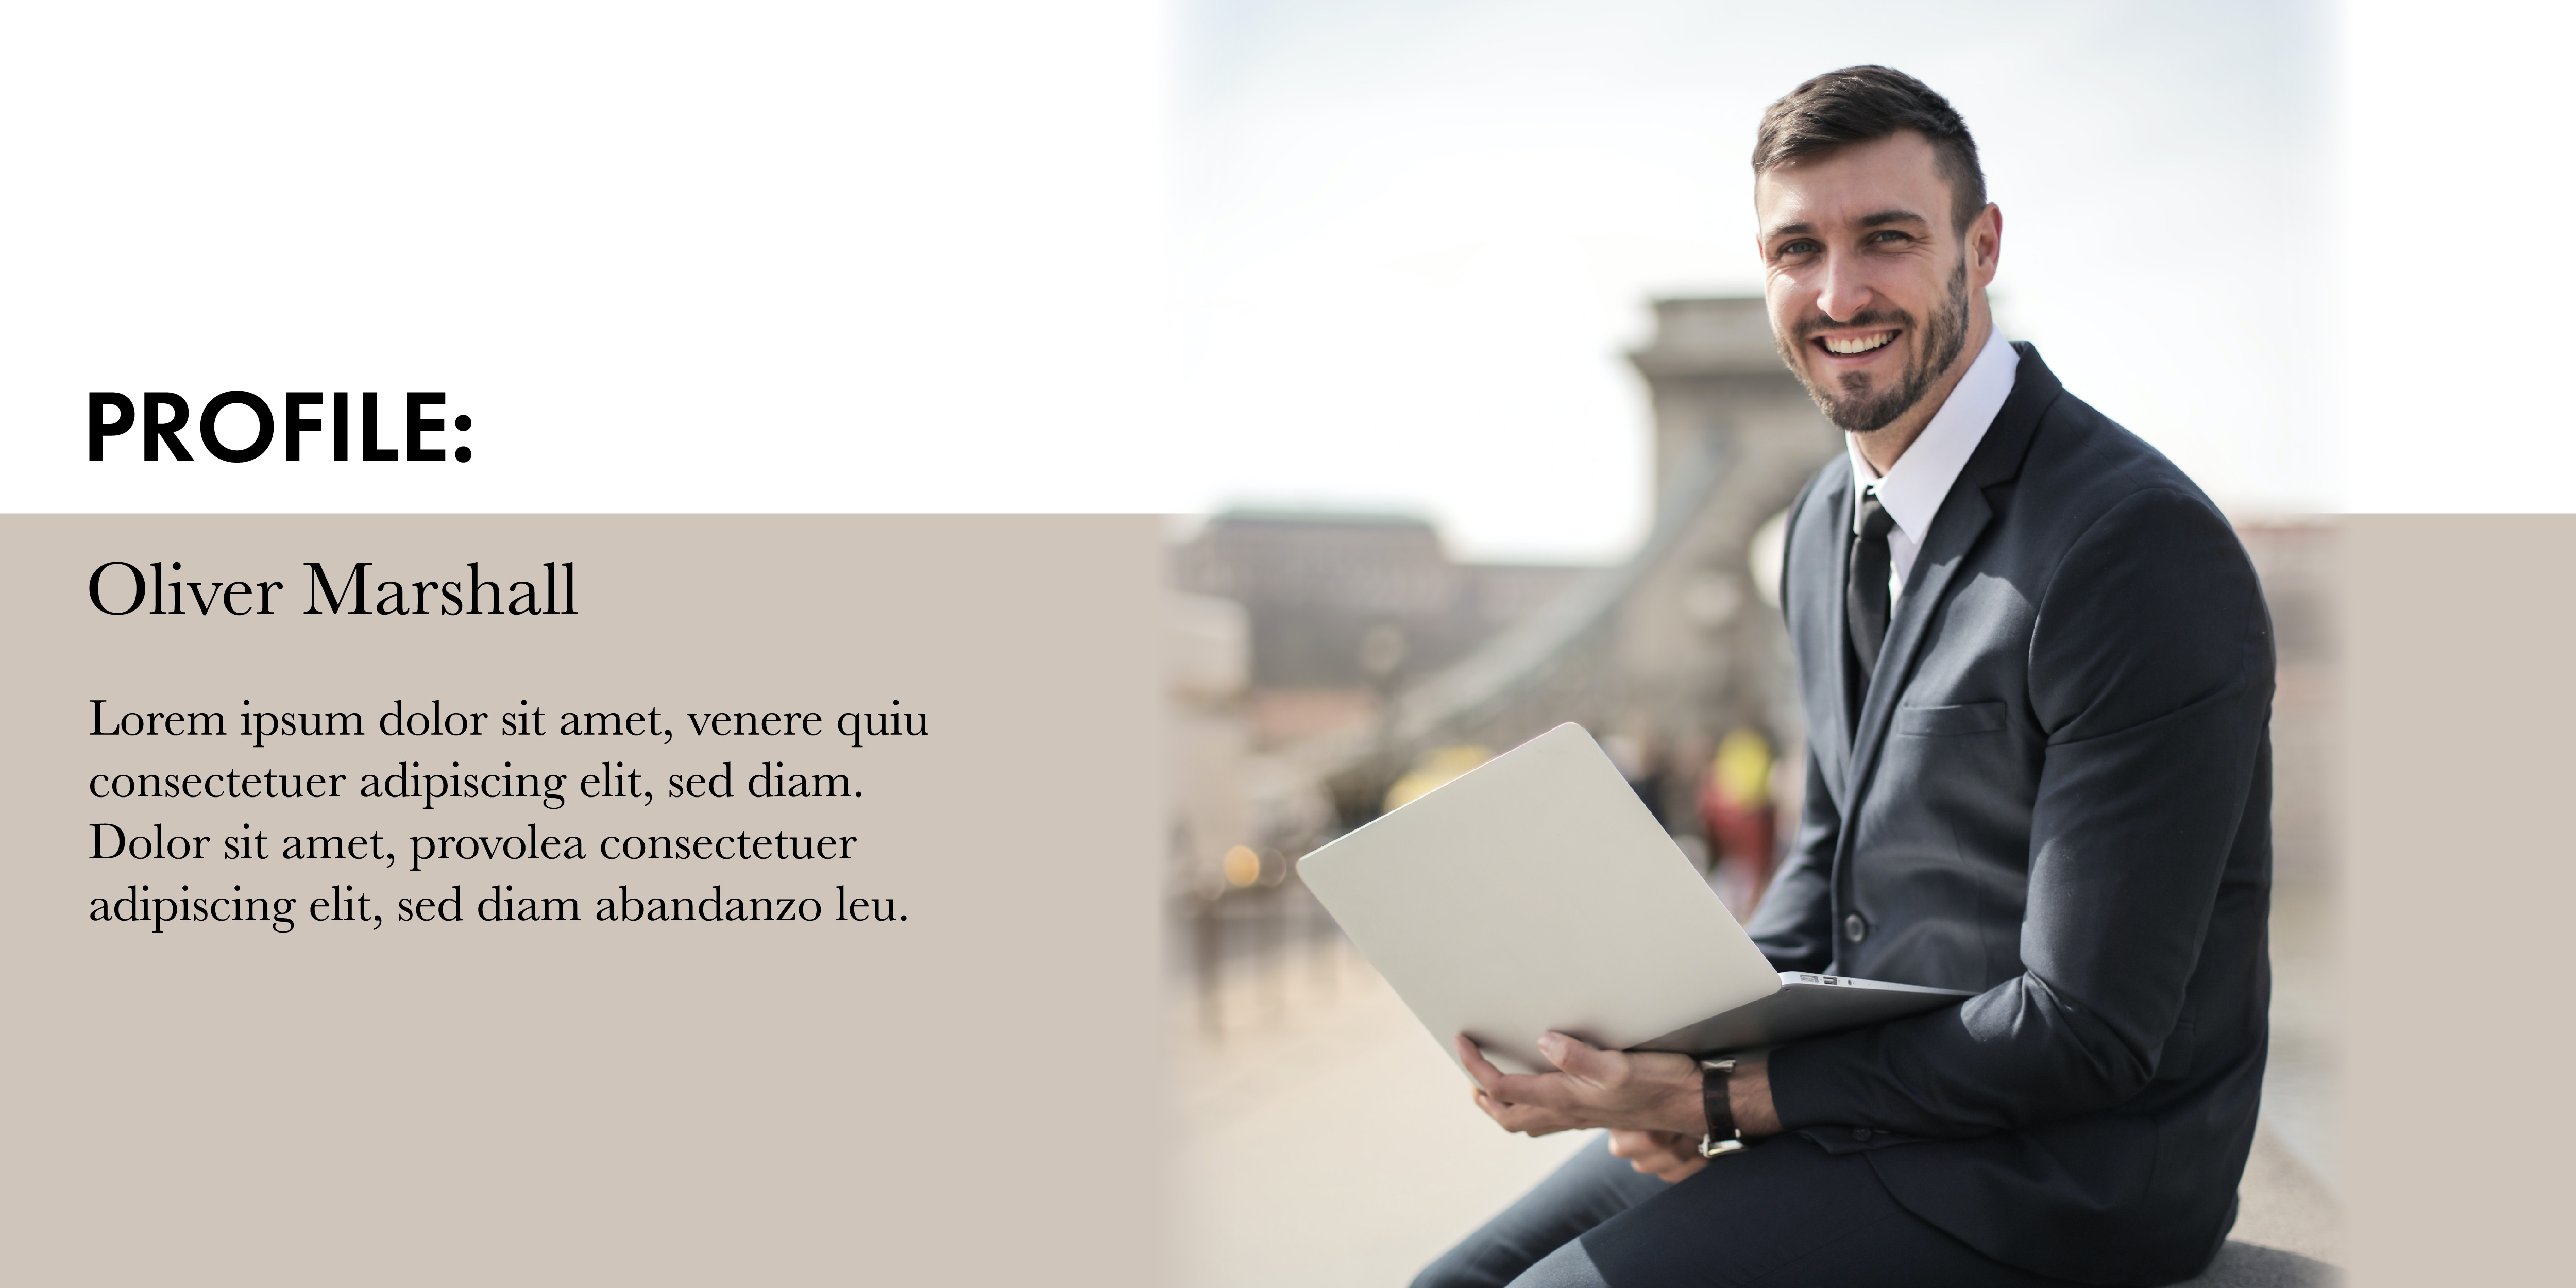 PROFILE:
Oliver Marshall
Lorem ipsum dolor sit amet, venere quiu
consectetuer adipiscing elit, sed diam.
Dolor sit amet, provolea consectetuer
adipiscing elit, sed diam abandanzo leu.